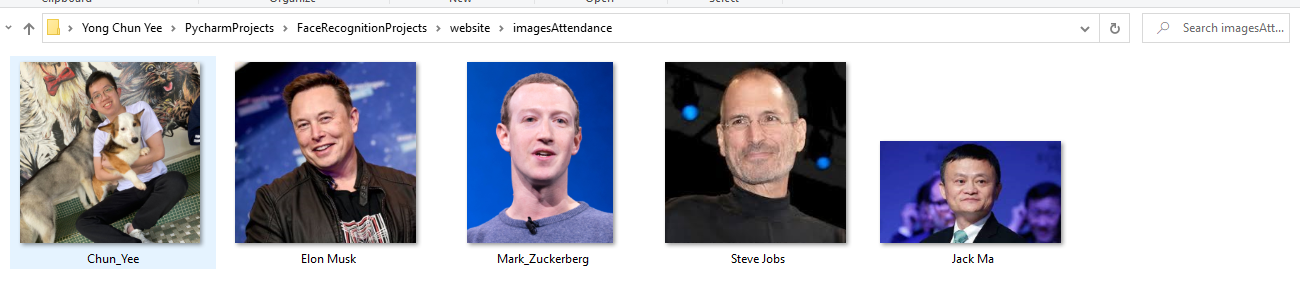 Clipboard Organize New Open Select
Yong Chun Yee > PycharmProjects > FaceRecognitionProjects > website > imagesAttendance
Search imagesAtt...
Chun_Yee
Elon Musk
Mark_Zuckerberg
Steve Jobs
Jack Ma